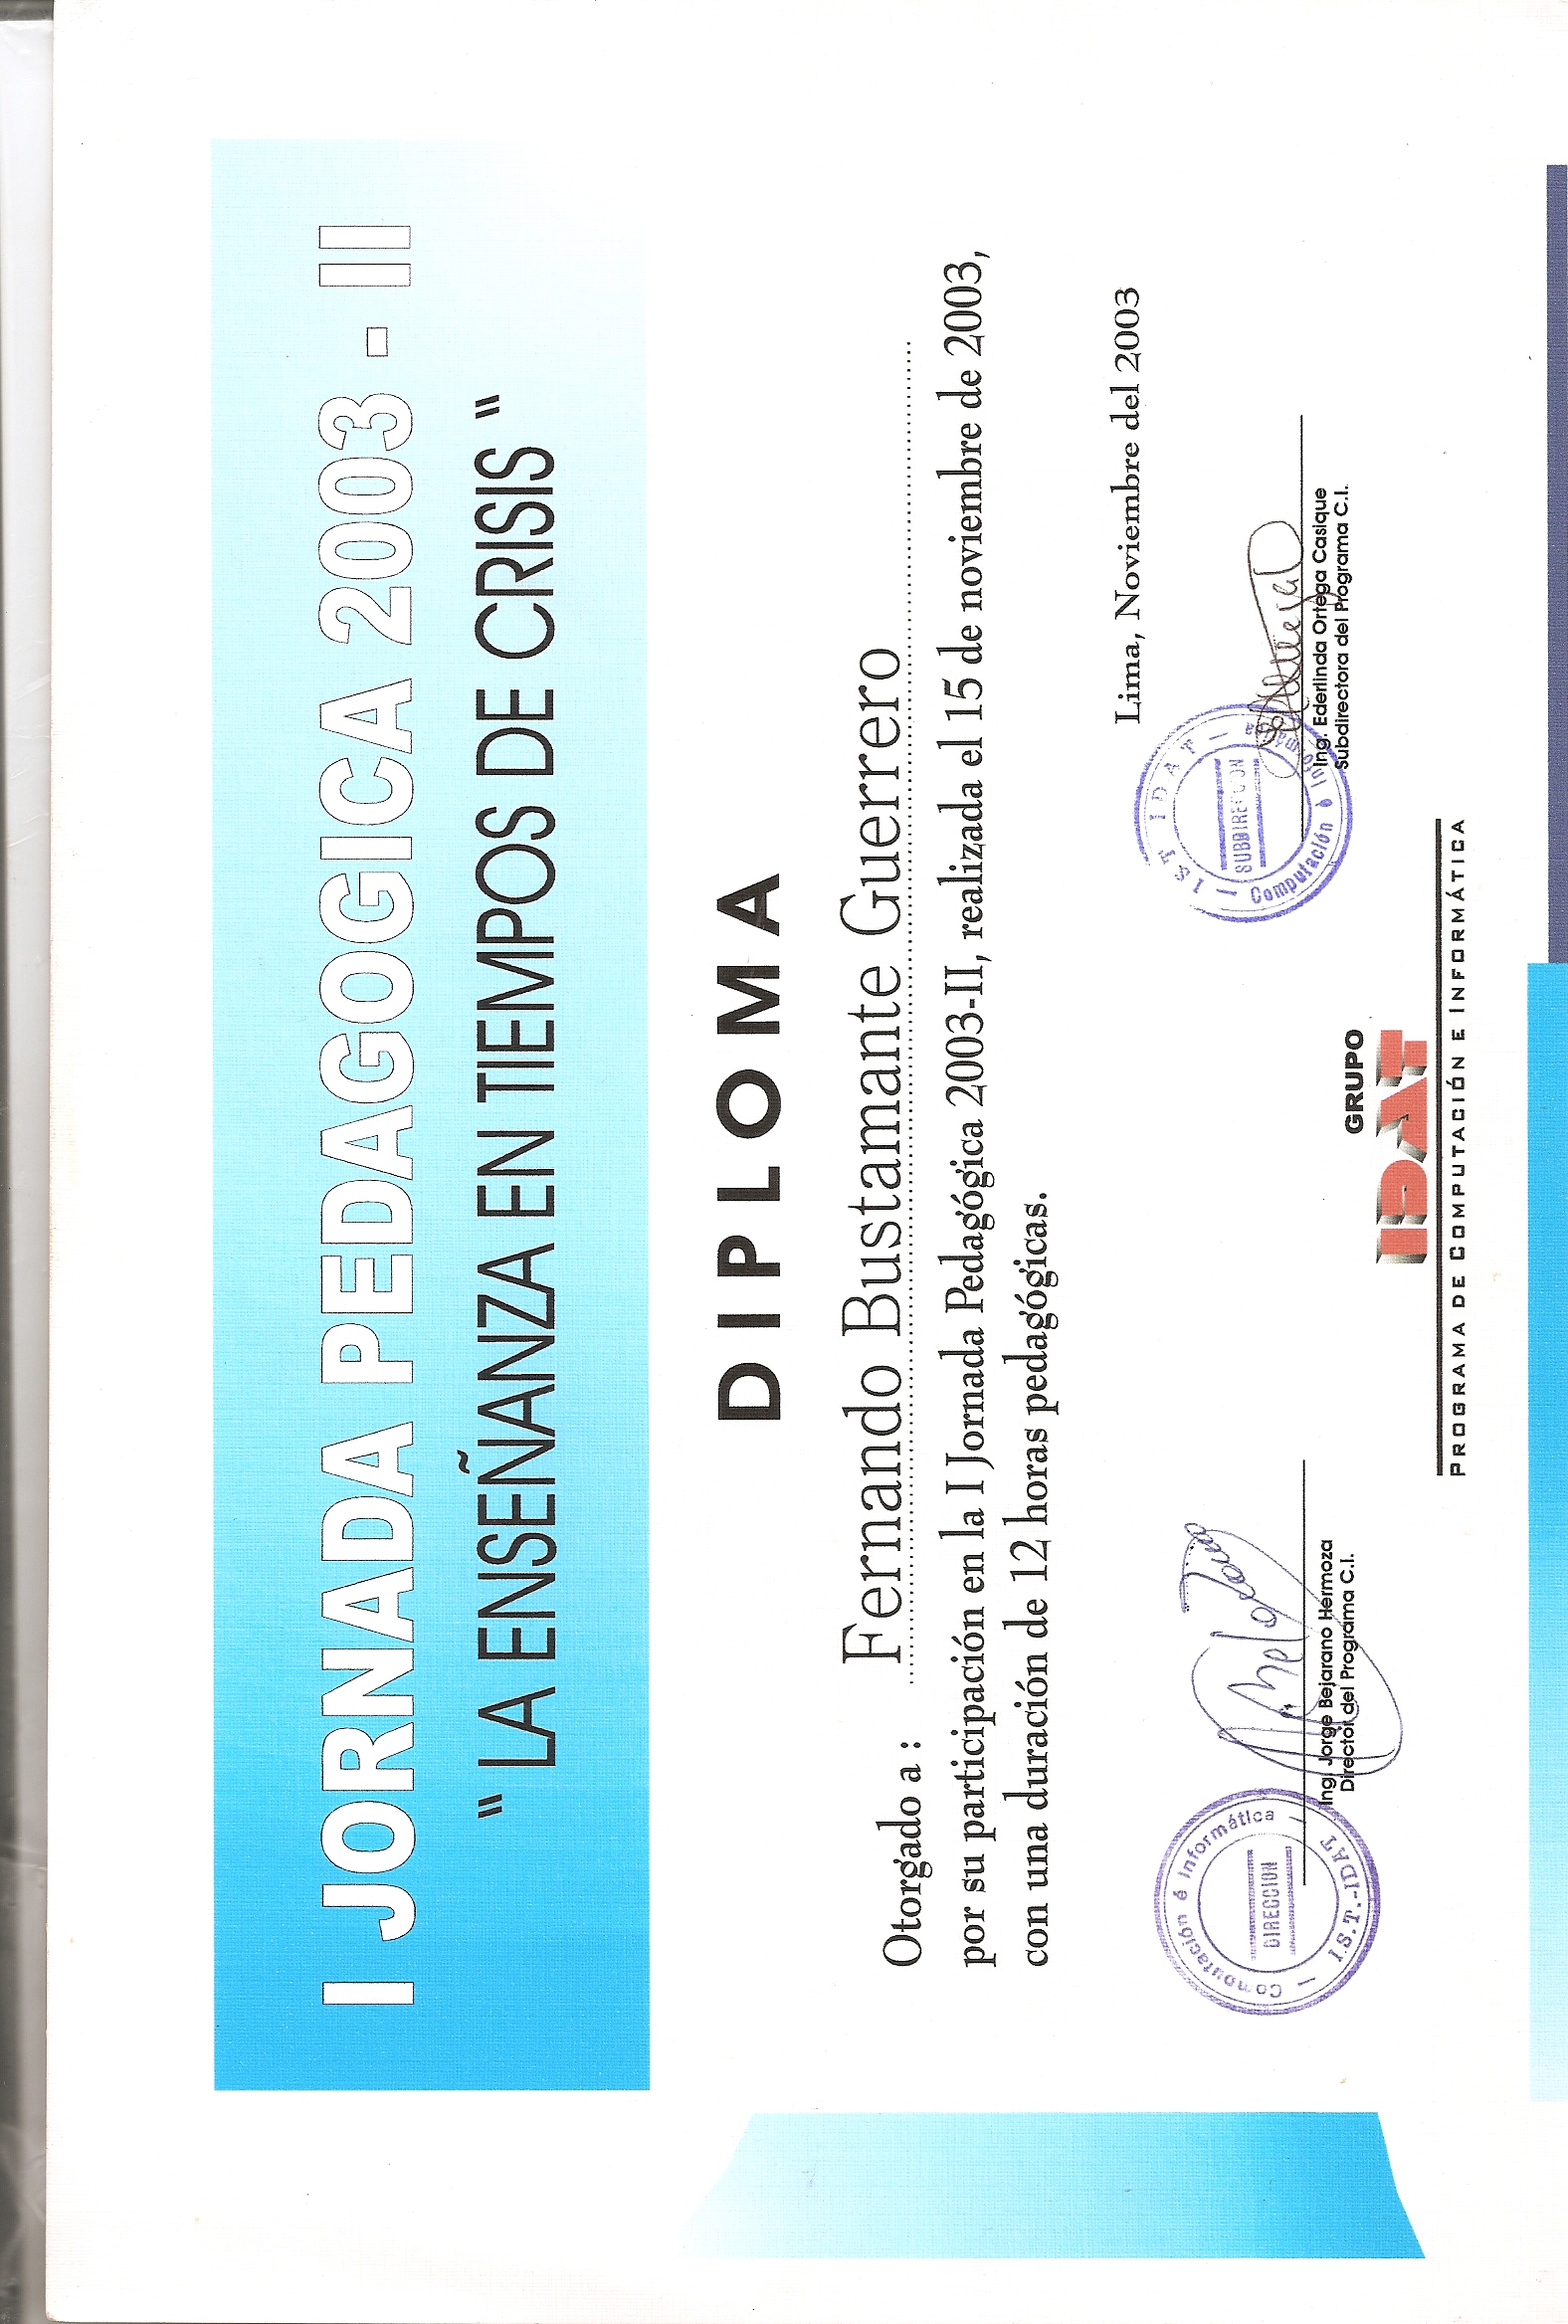 I JORNADA PEDAGOGICA 2003 - II
“ LA ENSEÑANZA EN TIEMPOS DE CRISIS “
DIPLOMA
Otorgado a : Fernando Bustamante Guerrero
por su participación en la I Jornada Pedagógica 2003-II, realizada el 15 de noviembre de 2003,
con una duración de 12 horas pedagógicas.
Lima, Noviembre del 2003
Computación é Informática
DIRECCION
I.S.T.-IDAT
Ing. Jorge Bejarano Hermoza
Director del Programa C.I.
IST IDAT
SUBDIRECCION
Computación é Informática
Ing. Ederlinda Ortega Casique
Subdirectora del Programa C.I.
GRUPO
IDAT
PROGRAMA DE COMPUTACIÓN E INFORMÁTICA